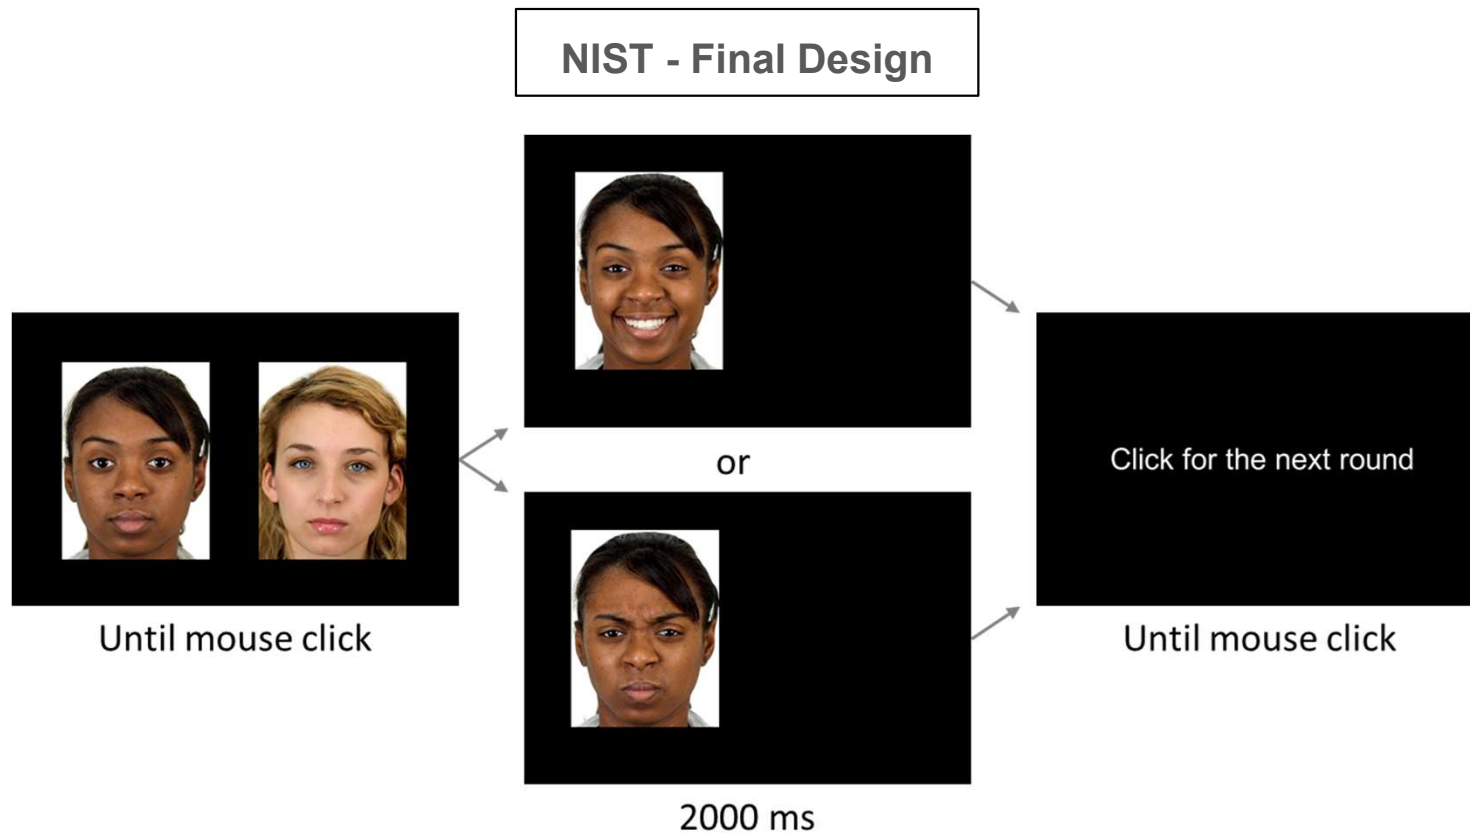 NIST - Final Design
Until mouse click
or
2000 ms
Click for the next round
Until mouse click